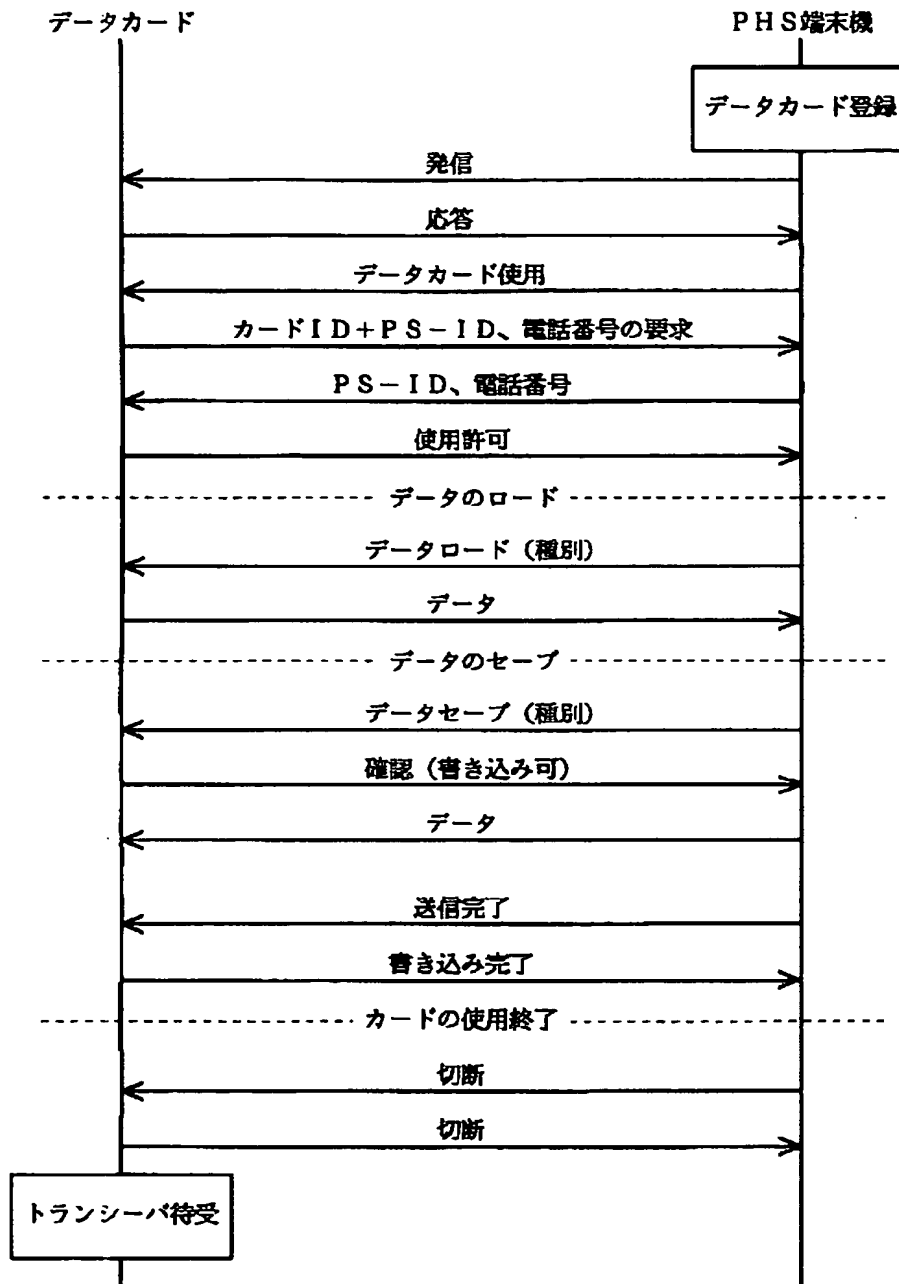 データカード
PHS端末機
データカード登録
発信
応答
データカード使用
カードID+PS-ID、電話番号の要求
PS-ID、電話番号
使用許可
データのロード
データロード(種別)
データ
データのセーブ
データセーブ(種別)
確認(書き込み可)
データ
送信完了
書き込み完了
カードの使用終了
切断
切断
トランシーバ待受